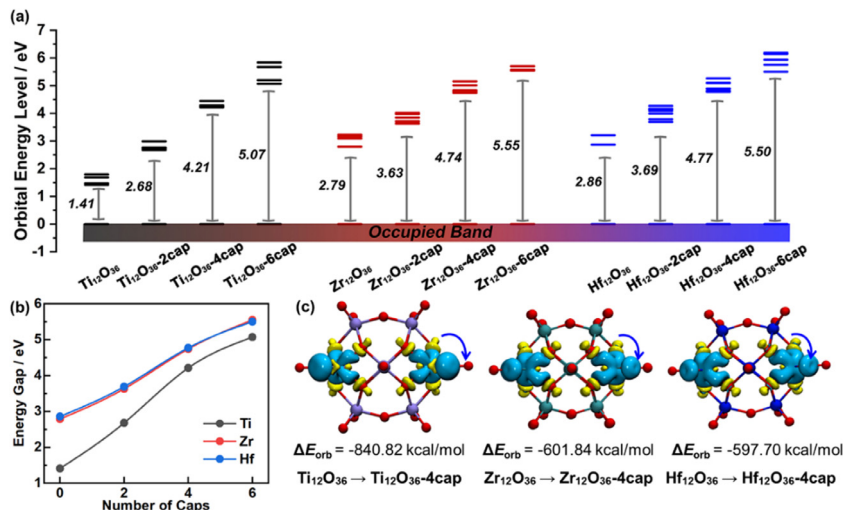 (a)
Orbital Energy Level / eV
7
6
5
4
3
2
1
0
-1
1.41
2.68
4.21
5.07
2.79
3.63
4.74
5.55
2.86
3.69
4.77
5.50
Occupied Band
Ti₁₂O₃₆
Ti₁₂O₃₆-2cap
Ti₁₂O₃₆-4cap
Ti₁₂O₃₆-6cap
Zr₁₂O₃₆
Zr₁₂O₃₆-2cap
Zr₁₂O₃₆-4cap
Zr₁₂O₃₆-6cap
Hf₁₂O₃₆
Hf₁₂O₃₆-2cap
Hf₁₂O₃₆-4cap
Hf₁₂O₃₆-6cap
(b)
Energy Gap / eV
6
5
4
3
2
1
Ti
Zr
Hf
0 2 4 6
Number of Caps
(c)
ΔEorb = -840.82 kcal/mol
Ti₁₂O₃₆ → Ti₁₂O₃₆-4cap
ΔEorb = -601.84 kcal/mol
Zr₁₂O₃₆ → Zr₁₂O₃₆-4cap
ΔEorb = -597.70 kcal/mol
Hf₁₂O₃₆ → Hf₁₂O₃₆-4cap